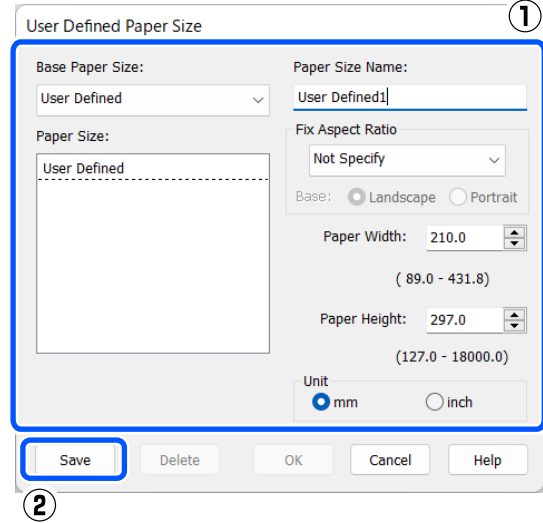 User Defined Paper Size
1
Base Paper Size:
User Defined
Paper Size:
User Defined
Paper Size Name:
User Defined1
Fix Aspect Ratio
Not Specify
Base: Landscape Portrait
Paper Width: 210.0
( 89.0 - 431.8)
Paper Height: 297.0
(127.0 - 18000.0)
Unit
mm inch
Save Delete OK Cancel Help
2